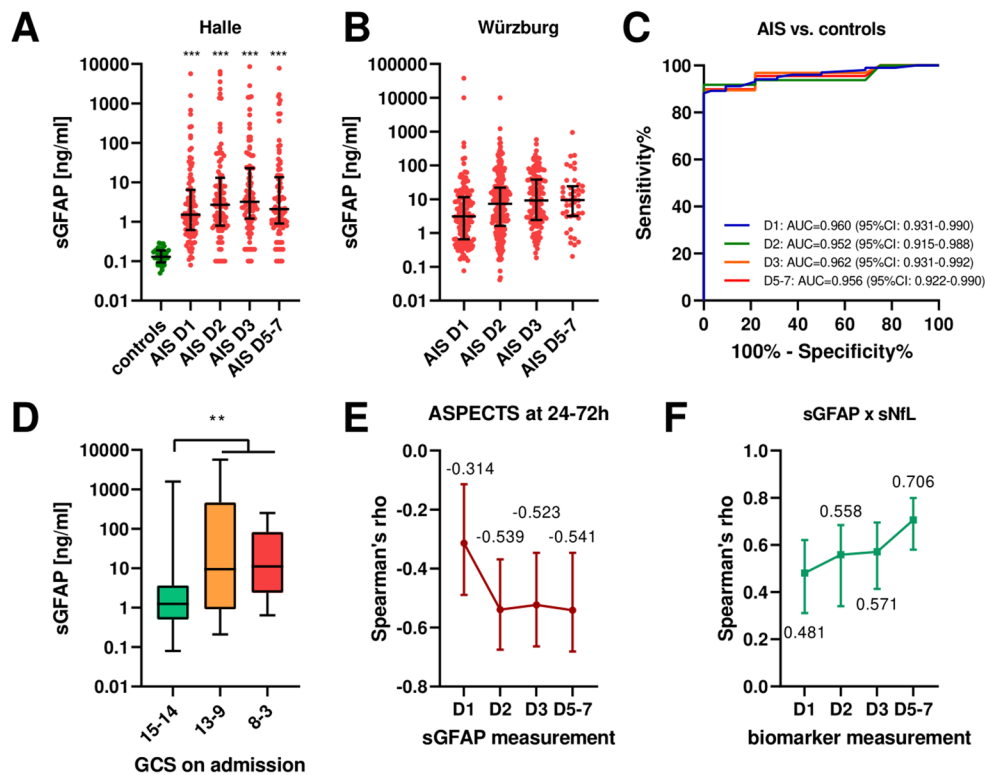 A
Halle
sGFAP [ng/ml]
10000
1000
100
10
1
0.1
0.01
***
***
***
***
controls
AIS D1
AIS D2
AIS D3
AIS D5-7
B
Würzburg
sGFAP [ng/ml]
100000
10000
1000
100
10
1
0.1
0.01
AIS D1
AIS D2
AIS D3
AIS D5-7
C
AIS vs. controls
Sensitivity%
100
80
60
40
20
0
D1: AUC=0.960 (95%CI: 0.931-0.990)
D2: AUC=0.952 (95%CI: 0.915-0.988)
D3: AUC=0.962 (95%CI: 0.931-0.992)
D5-7: AUC=0.956 (95%CI: 0.922-0.990)
0 20 40 60 80 100
100% - Specificity%
D
**
sGFAP [ng/ml]
10000
1000
100
10
1
0.1
0.01
15-14
13-9
8-3
GCS on admission
E
ASPECTS at 24-72h
Spearman's rho
0.0
-0.2
-0.4
-0.6
-0.8
-0.314
-0.539
-0.523
-0.541
D1 D2 D3 D5-7
sGFAP measurement
F
sGFAP x sNfL
Spearman's rho
1.0
0.8
0.6
0.4
0.2
0.0
0.481
0.558
0.571
0.706
D1 D2 D3 D5-7
biomarker measurement